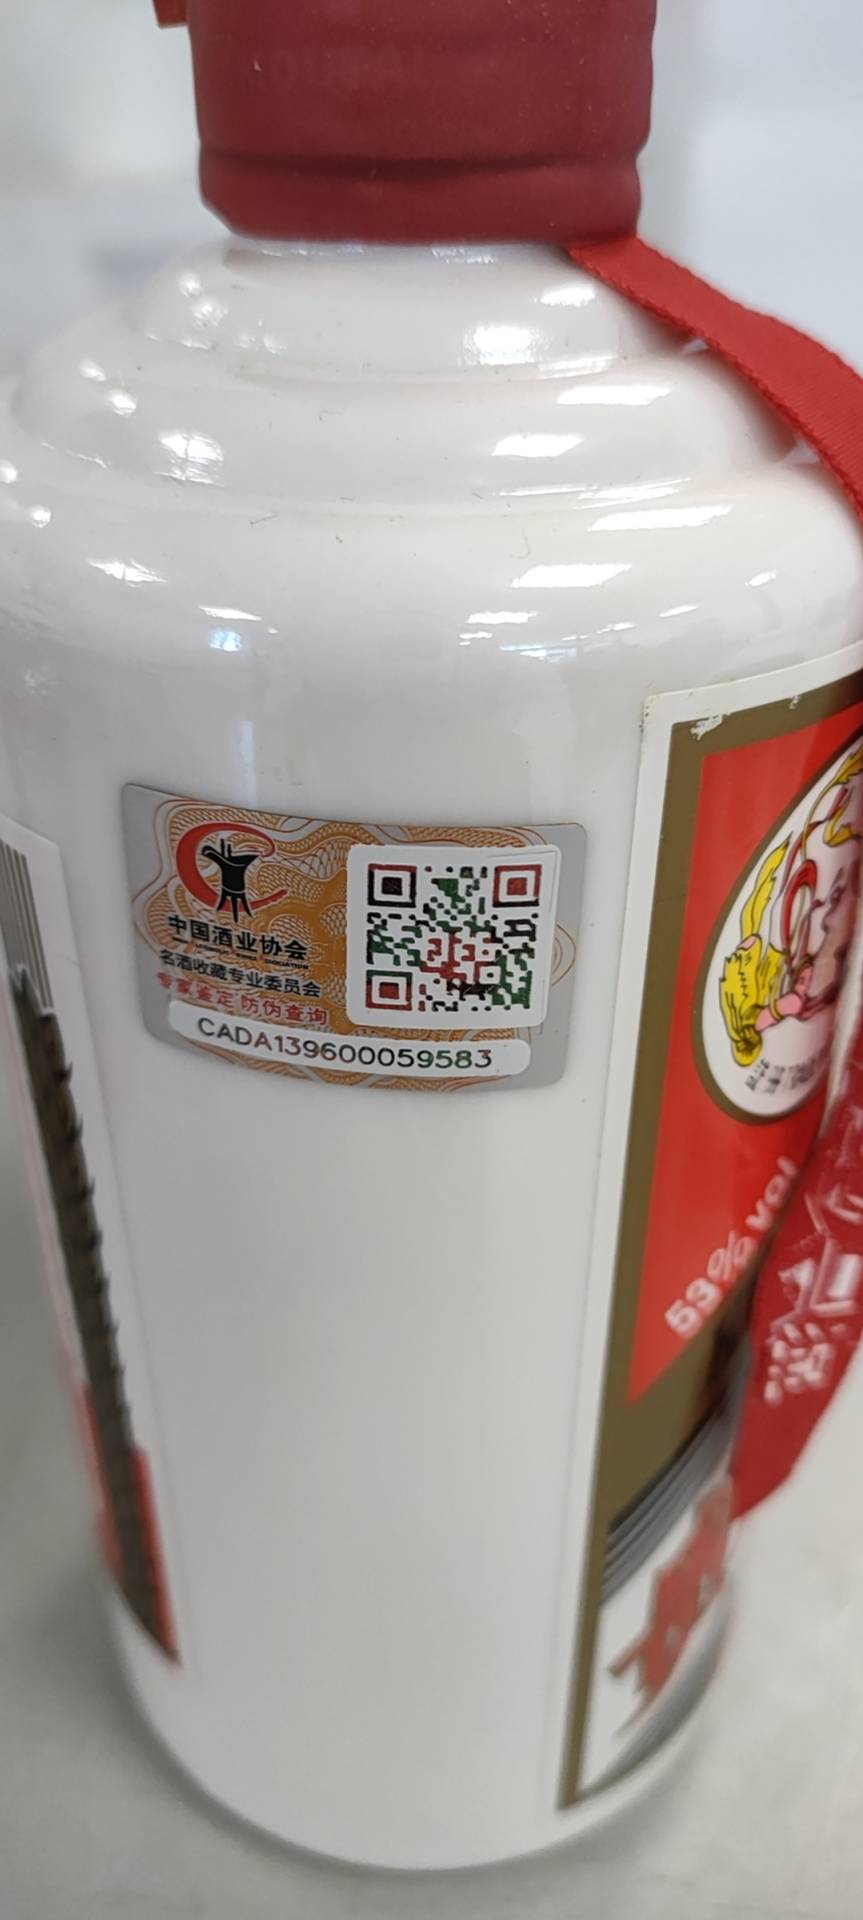 MOUTAI
中国酒业协会
名酒收藏专业委员会
专家鉴定 防伪查询
CADA139600059583
53% vol